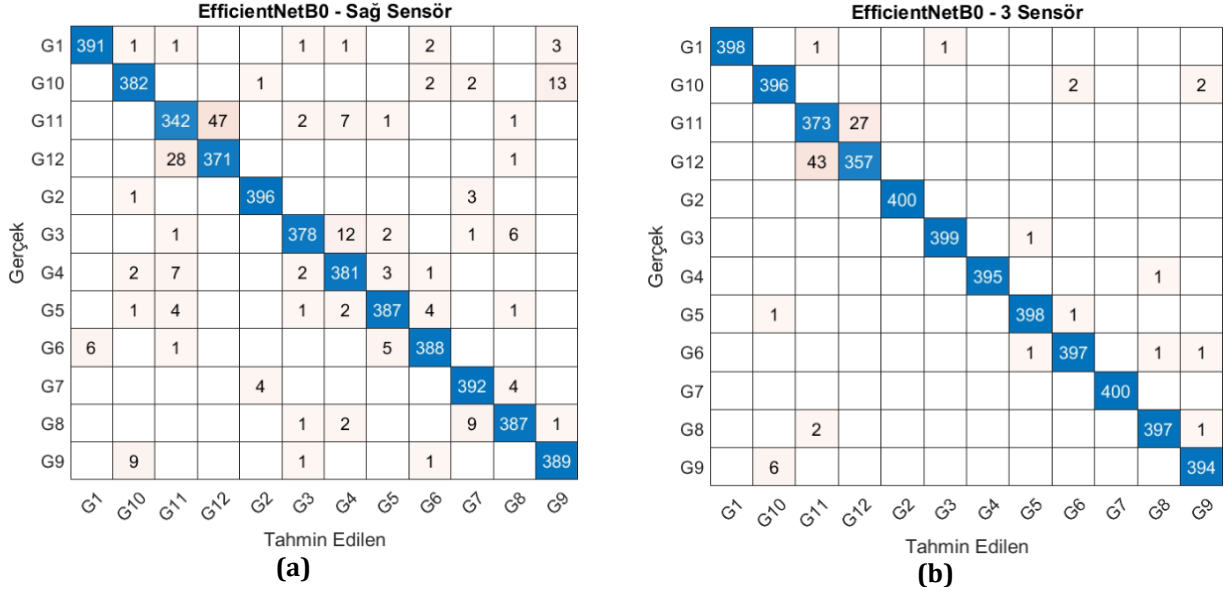 EfficientNetB0 - Sağ Sensör
Gerçek
G1 391 1 1 1 1 2 3
G10 382 1 2 2 13
G11 342 47 2 7 1 1
G12 28 371 1
G2 1 396 3
G3 1 378 12 2 1 6
G4 2 7 2 381 3 1
G5 1 4 1 2 387 4 1
G6 6 1 5 388
G7 4 392 4
G8 1 2 9 387 1
G9 9 1 1 389
G1 G10 G11 G12 G2 G3 G4 G5 G6 G7 G8 G9
Tahmin Edilen
(a)
EfficientNetB0 - 3 Sensör
Gerçek
G1 398 1 1
G10 396 2 2
G11 373 27
G12 43 357
G2 400
G3 399 1
G4 395 1
G5 1 398 1
G6 1 397 1 1
G7 400
G8 2 397 1
G9 6 394
G1 G10 G11 G12 G2 G3 G4 G5 G6 G7 G8 G9
Tahmin Edilen
(b)